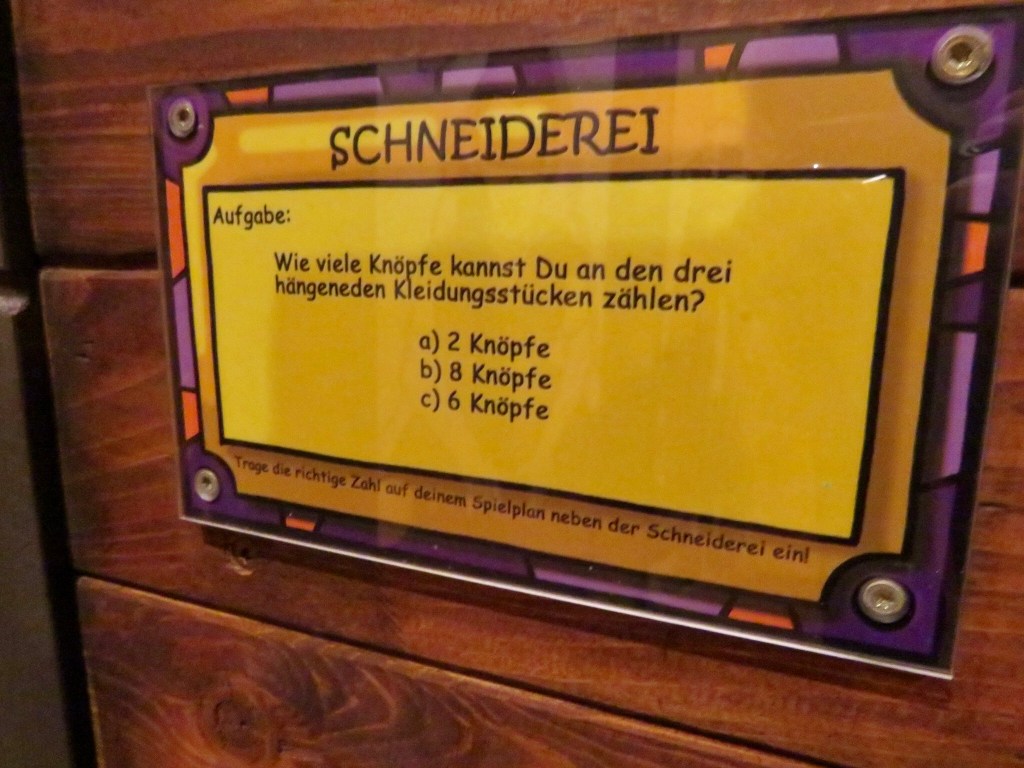 SCHNEIDEREI
Aufgabe:
Wie viele Knöpfe kannst Du an den drei
hängeneden Kleidungsstücken zählen?
a) 2 Knöpfe
b) 8 Knöpfe
c) 6 Knöpfe
Trage die richtige Zahl auf deinem Spielplan neben der Schneiderei ein!